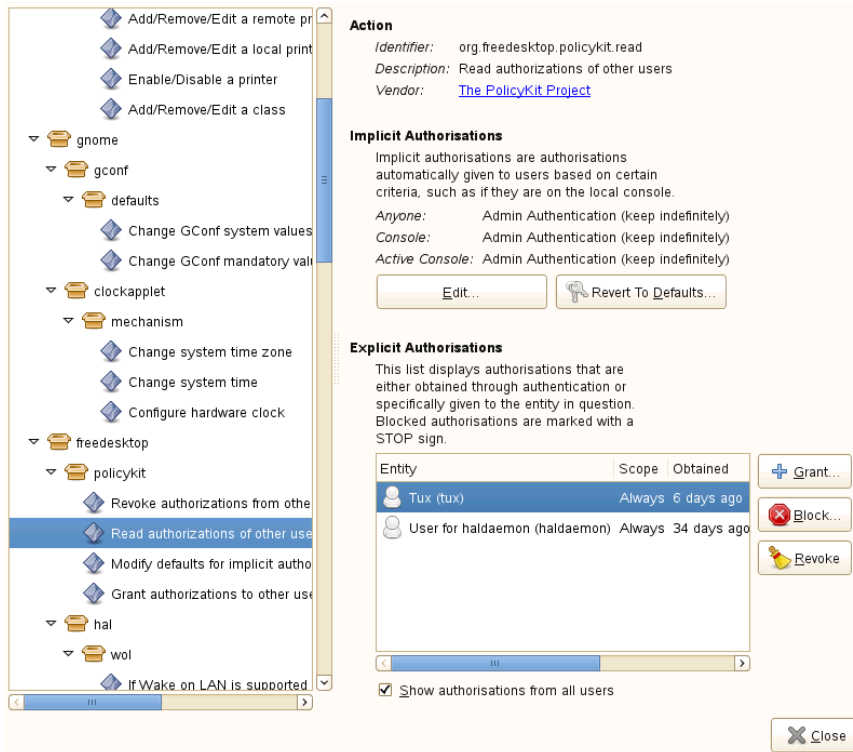 Add/Remove/Edit a remote pr
Add/Remove/Edit a local print
Enable/Disable a printer
Add/Remove/Edit a class
gnome
gconf
defaults
Change GConf system values
Change GConf mandatory valu
clockapplet
mechanism
Change system time zone
Change system time
Configure hardware clock
freedesktop
policykit
Revoke authorizations from othe
Read authorizations of other use
Modify defaults for implicit autho
Grant authorizations to other use
hal
wol
If Wake on LAN is supported
Action
Identifier: org.freedesktop.policykit.read
Description: Read authorizations of other users
Vendor: The PolicyKit Project
Implicit Authorisations
Implicit authorisations are authorisations
automatically given to users based on certain
criteria, such as if they are on the local console.
Anyone: Admin Authentication (keep indefinitely)
Console: Admin Authentication (keep indefinitely)
Active Console: Admin Authentication (keep indefinitely)
Edit... Revert To Defaults...
Explicit Authorisations
This list displays authorisations that are
either obtained through authentication or
specifically given to the entity in question.
Blocked authorisations are marked with a
STOP sign.
Entity Scope Obtained
Tux (tux) Always 6 days ago
User for haldaemon (haldaemon) Always 34 days ago
Grant...
Block...
Revoke
Show authorisations from all users
Close